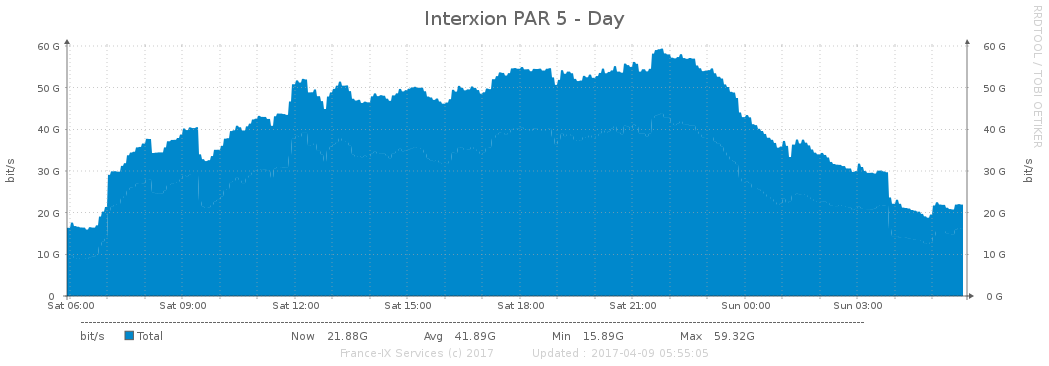 Interxion PAR 5 - Day
RRDTOOL / TOBI OETIKER
bit/s
60 G
50 G
40 G
30 G
20 G
10 G
0
60 G
50 G
40 G
30 G
20 G
10 G
0 G
bit/s
Sat 06:00 Sat 09:00 Sat 12:00 Sat 15:00 Sat 18:00 Sat 21:00 Sun 00:00 Sun 03:00
bit/s Total Now 21.88G Avg 41.89G Min 15.89G Max 59.32G
France-IX Services (c) 2017 Updated : 2017-04-09 05:55:05